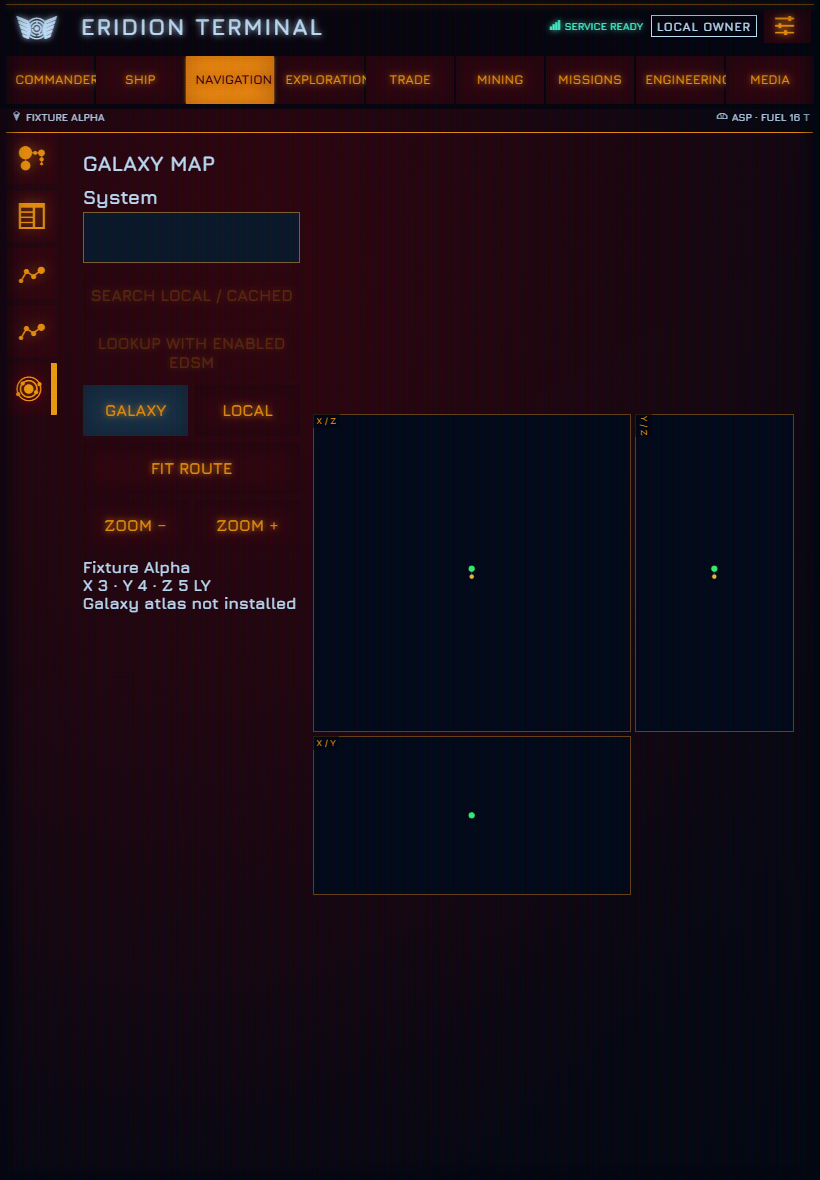 ERIDION TERMINAL
SERVICE READY
LOCAL OWNER
COMMANDER
SHIP
NAVIGATION
EXPLORATION
TRADE
MINING
MISSIONS
ENGINEERING
MEDIA
FIXTURE ALPHA
ASP · FUEL 16 T
GALAXY MAP
System
SEARCH LOCAL / CACHED
LOOKUP WITH ENABLED
EDSM
GALAXY
LOCAL
FIT ROUTE
ZOOM −
ZOOM +
Fixture Alpha
X 3 · Y 4 · Z 5 LY
Galaxy atlas not installed
X / Z
Y / Z
X / Y